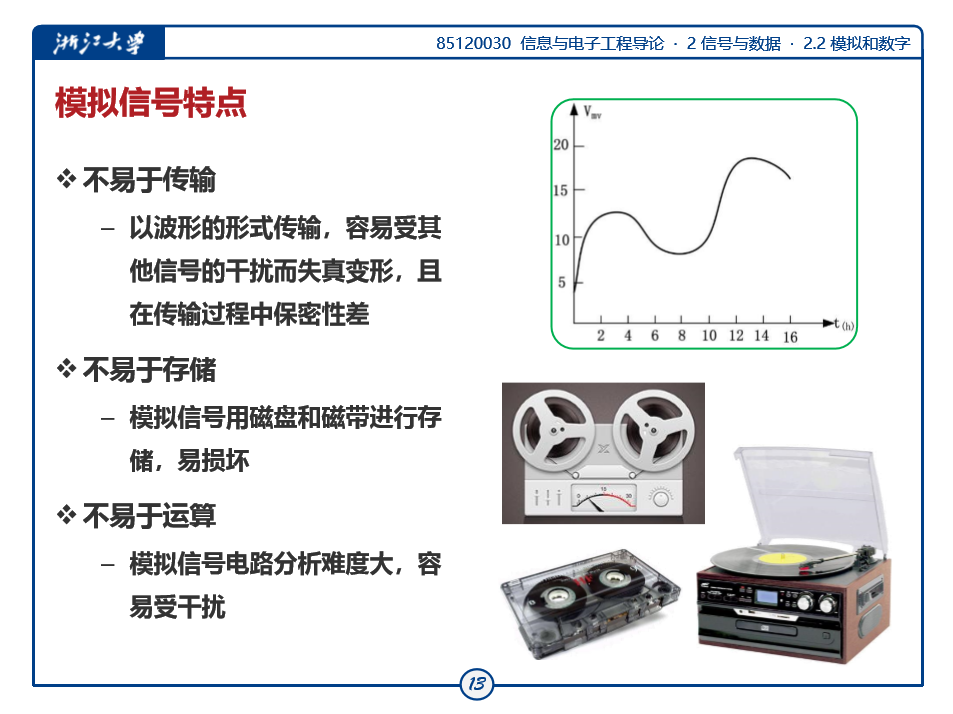 浙江大学
85120030 信息与电子工程导论 · 2 信号与数据 · 2.2 模拟和数字
模拟信号特点
❖ 不易于传输
– 以波形的形式传输，容易受其
他信号的干扰而失真变形，且
在传输过程中保密性差
❖ 不易于存储
– 模拟信号用磁盘和磁带进行存
储，易损坏
❖ 不易于运算
– 模拟信号电路分析难度大，容
易受干扰
Vmv
20
15
10
5
2 4 6 8 10 12 14 16
t(h)
13